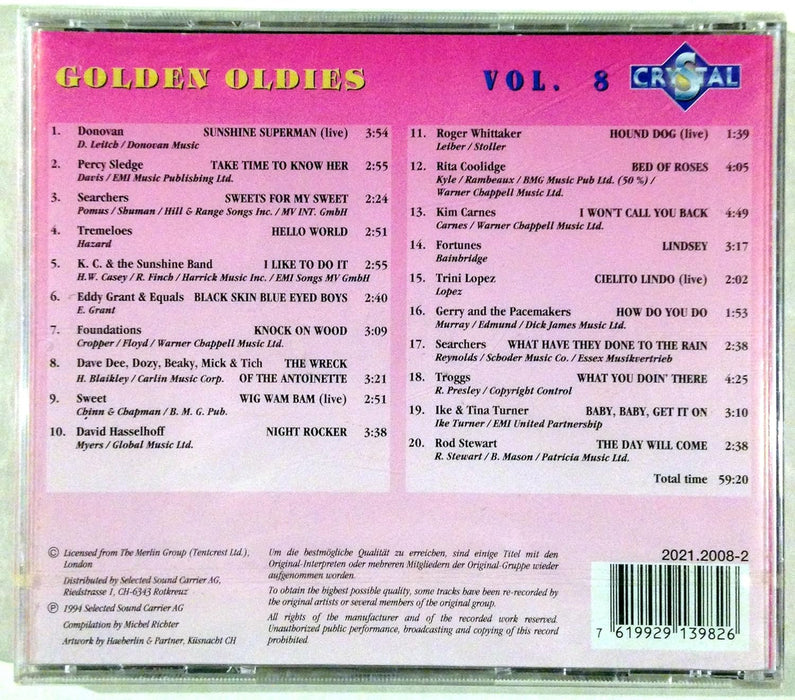 GOLDEN OLDIES VOL. 8 CRYSTAL
1. Donovan SUNSHINE SUPERMAN (live) 3:54
D. Leitch / Donovan Music
2. Percy Sledge TAKE TIME TO KNOW HER 2:55
Davis / EMI Music Publishing Ltd.
3. Searchers SWEETS FOR MY SWEET 2:24
Pomus / Shuman / Hill & Range Songs Inc. / MV INT. GmbH
4. Tremeloes HELLO WORLD 2:51
Hazard
5. K. C. & the Sunshine Band I LIKE TO DO IT 2:55
H.W. Casey / R. Finch / Harrick Music Inc. / EMI Songs MV GmbH
6. Eddy Grant & Equals BLACK SKIN BLUE EYED BOYS 2:40
E. Grant
7. Foundations KNOCK ON WOOD 3:09
Cropper / Floyd / Warner Chappell Music Ltd.
8. Dave Dee, Dozy, Beaky, Mick & Tich THE WRECK
H. Blaikley / Carlin Music Corp. OF THE ANTOINETTE 3:21
9. Sweet WIG WAM BAM (live) 2:51
Chinn & Chapman / B. M. G. Pub.
10. David Hasselhoff NIGHT ROCKER 3:38
Myers / Global Music Ltd.
11. Roger Whittaker HOUND DOG (live) 1:39
Leiber / Stoller
12. Rita Coolidge BED OF ROSES 4:05
Kyle / Rambeaux / BMG Music Pub Ltd. (50 %) /
Warner Chappell Music Ltd.
13. Kim Carnes I WON'T CALL YOU BACK 4:49
Carnes / Warner Chappell Music Ltd.
14. Fortunes LINDSEY 3:17
Bainbridge
15. Trini Lopez CIELITO LINDO (live) 2:02
Lopez
16. Gerry and the Pacemakers HOW DO YOU DO 1:53
Murray / Edmund / Dick James Music Ltd.
17. Searchers WHAT HAVE THEY DONE TO THE RAIN 2:38
Reynolds / Schoder Music Co. / Essex Musikvertrieb
18. Troggs WHAT YOU DOIN' THERE 4:25
R. Presley / Copyright Control
19. Ike & Tina Turner BABY, BABY, GET IT ON 3:10
Ike Turner / EMI United Partnership
20. Rod Stewart THE DAY WILL COME 2:38
R. Stewart / B. Mason / Patricia Music Ltd.
Total time 59:20
© Licensed from The Merlin Group (Tentcrest Ltd.),
London
Distributed by Selected Sound Carrier AG,
Riedstrasse 1, CH-6343 Rotkreuz
℗ 1994 Selected Sound Carrier AG
Compilation by Michel Richter
Artwork by Haeberlin & Partner, Küsnacht CH
Um die bestmögliche Qualität zu erreichen, sind einige Titel mit den
Original-Interpreten oder mehreren Mitgliedern der Original-Gruppe wieder
aufgenommen worden.
To obtain the highest possible quality, some tracks have been re-recorded by
the original artists or several members of the original group.
All rights of the manufacturer and of the recorded work reserved.
Unauthorized public performance, broadcasting and copying of this record
prohibited.
2021.2008-2
7 619929 139826